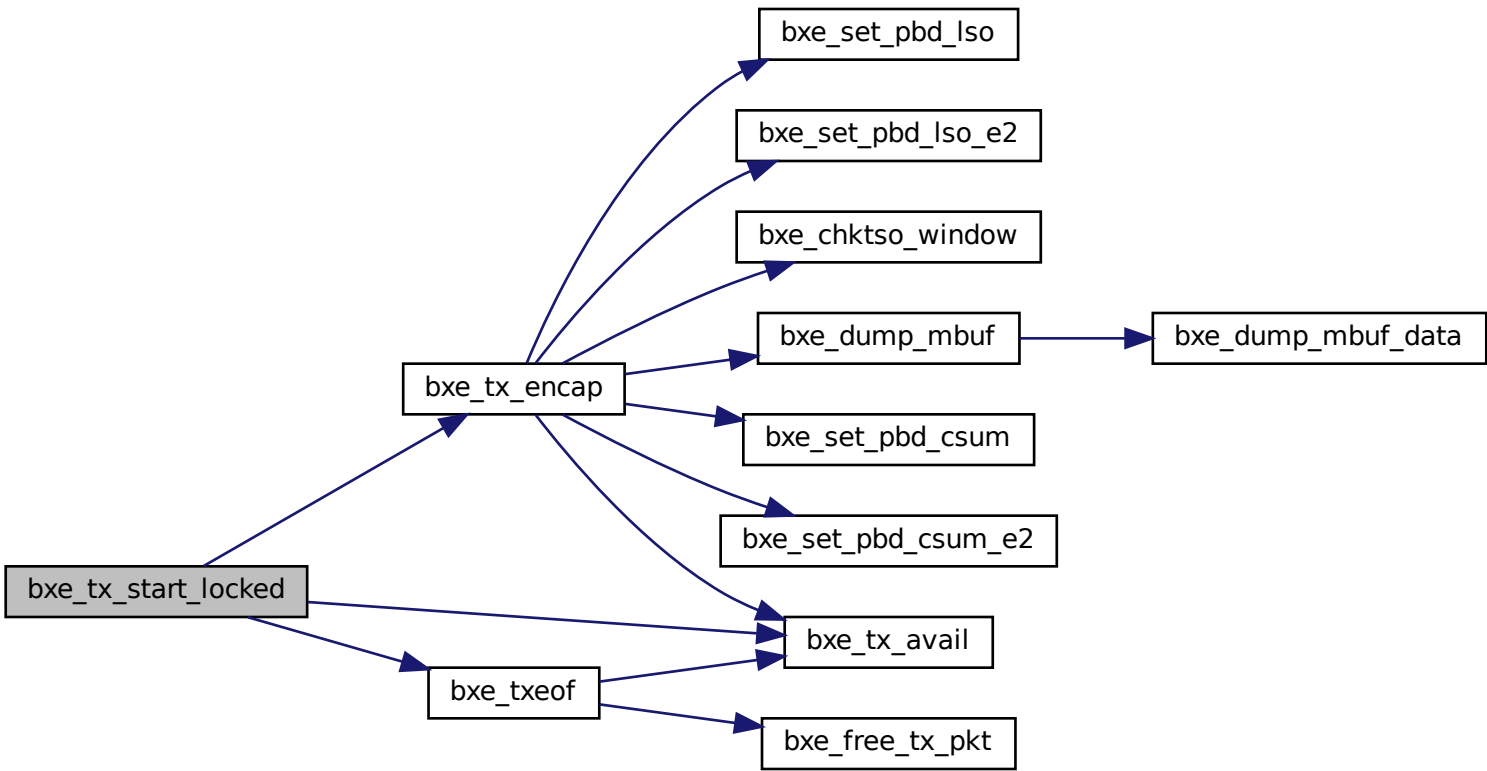 bxe_set_pbd_lso
bxe_set_pbd_lso_e2
bxe_chktso_window
bxe_dump_mbuf
bxe_dump_mbuf_data
bxe_tx_encap
bxe_set_pbd_csum
bxe_set_pbd_csum_e2
bxe_tx_start_locked
bxe_tx_avail
bxe_txeof
bxe_free_tx_pkt